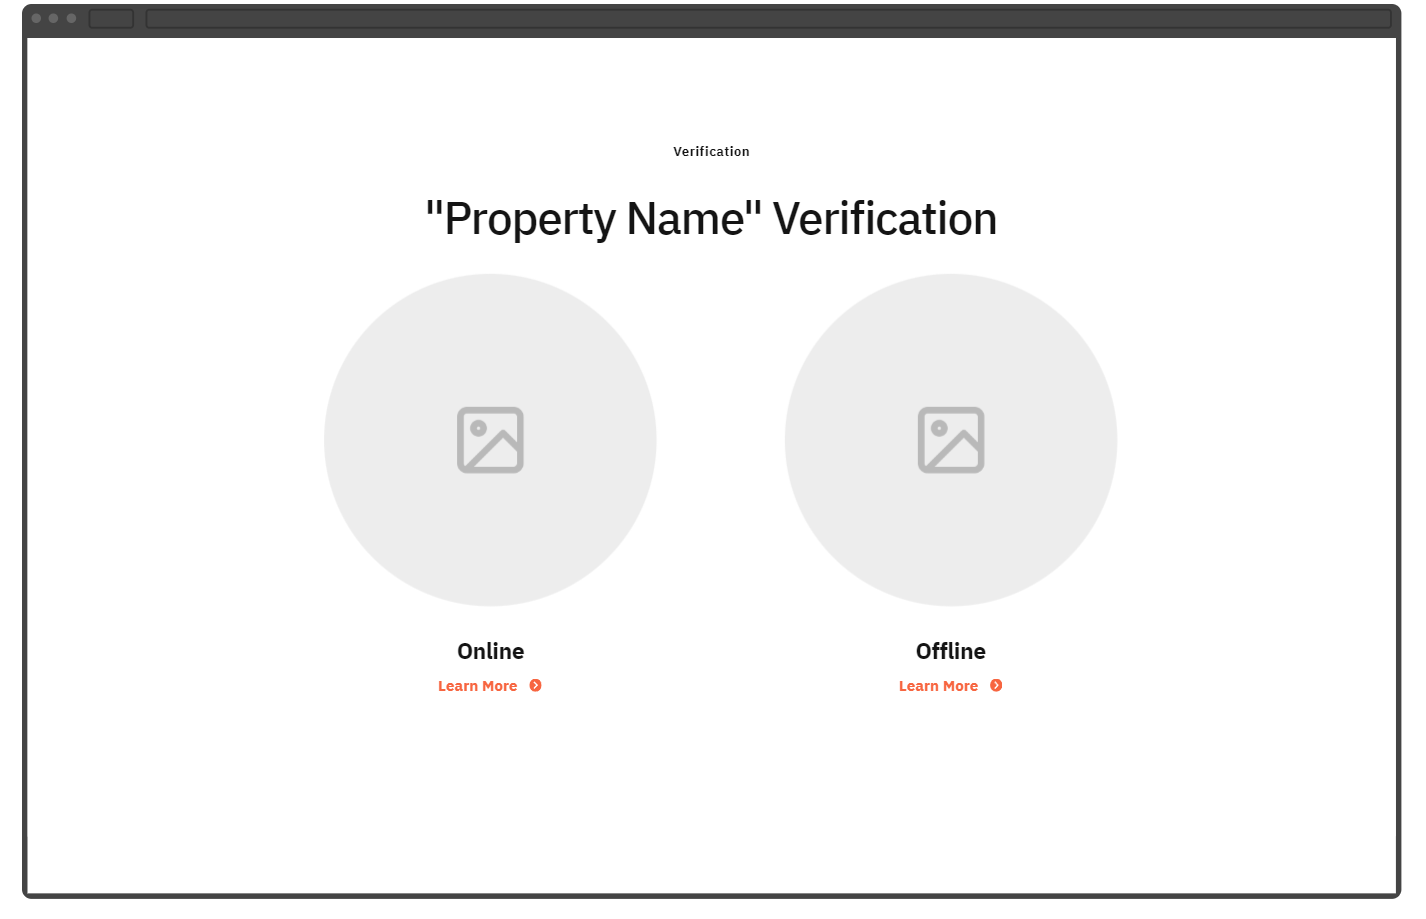 Verification
"Property Name" Verification
Online
Offline
Learn More
Learn More